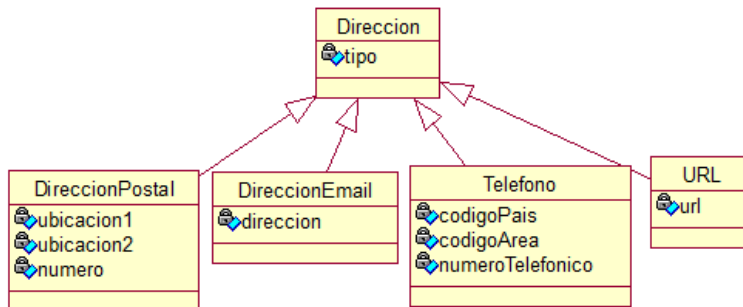 Direccion
tipo
DireccionPostal
ubicacion1
ubicacion2
numero
DireccionEmail
direccion
Telefono
codigoPais
codigoArea
numeroTelefonico
URL
url